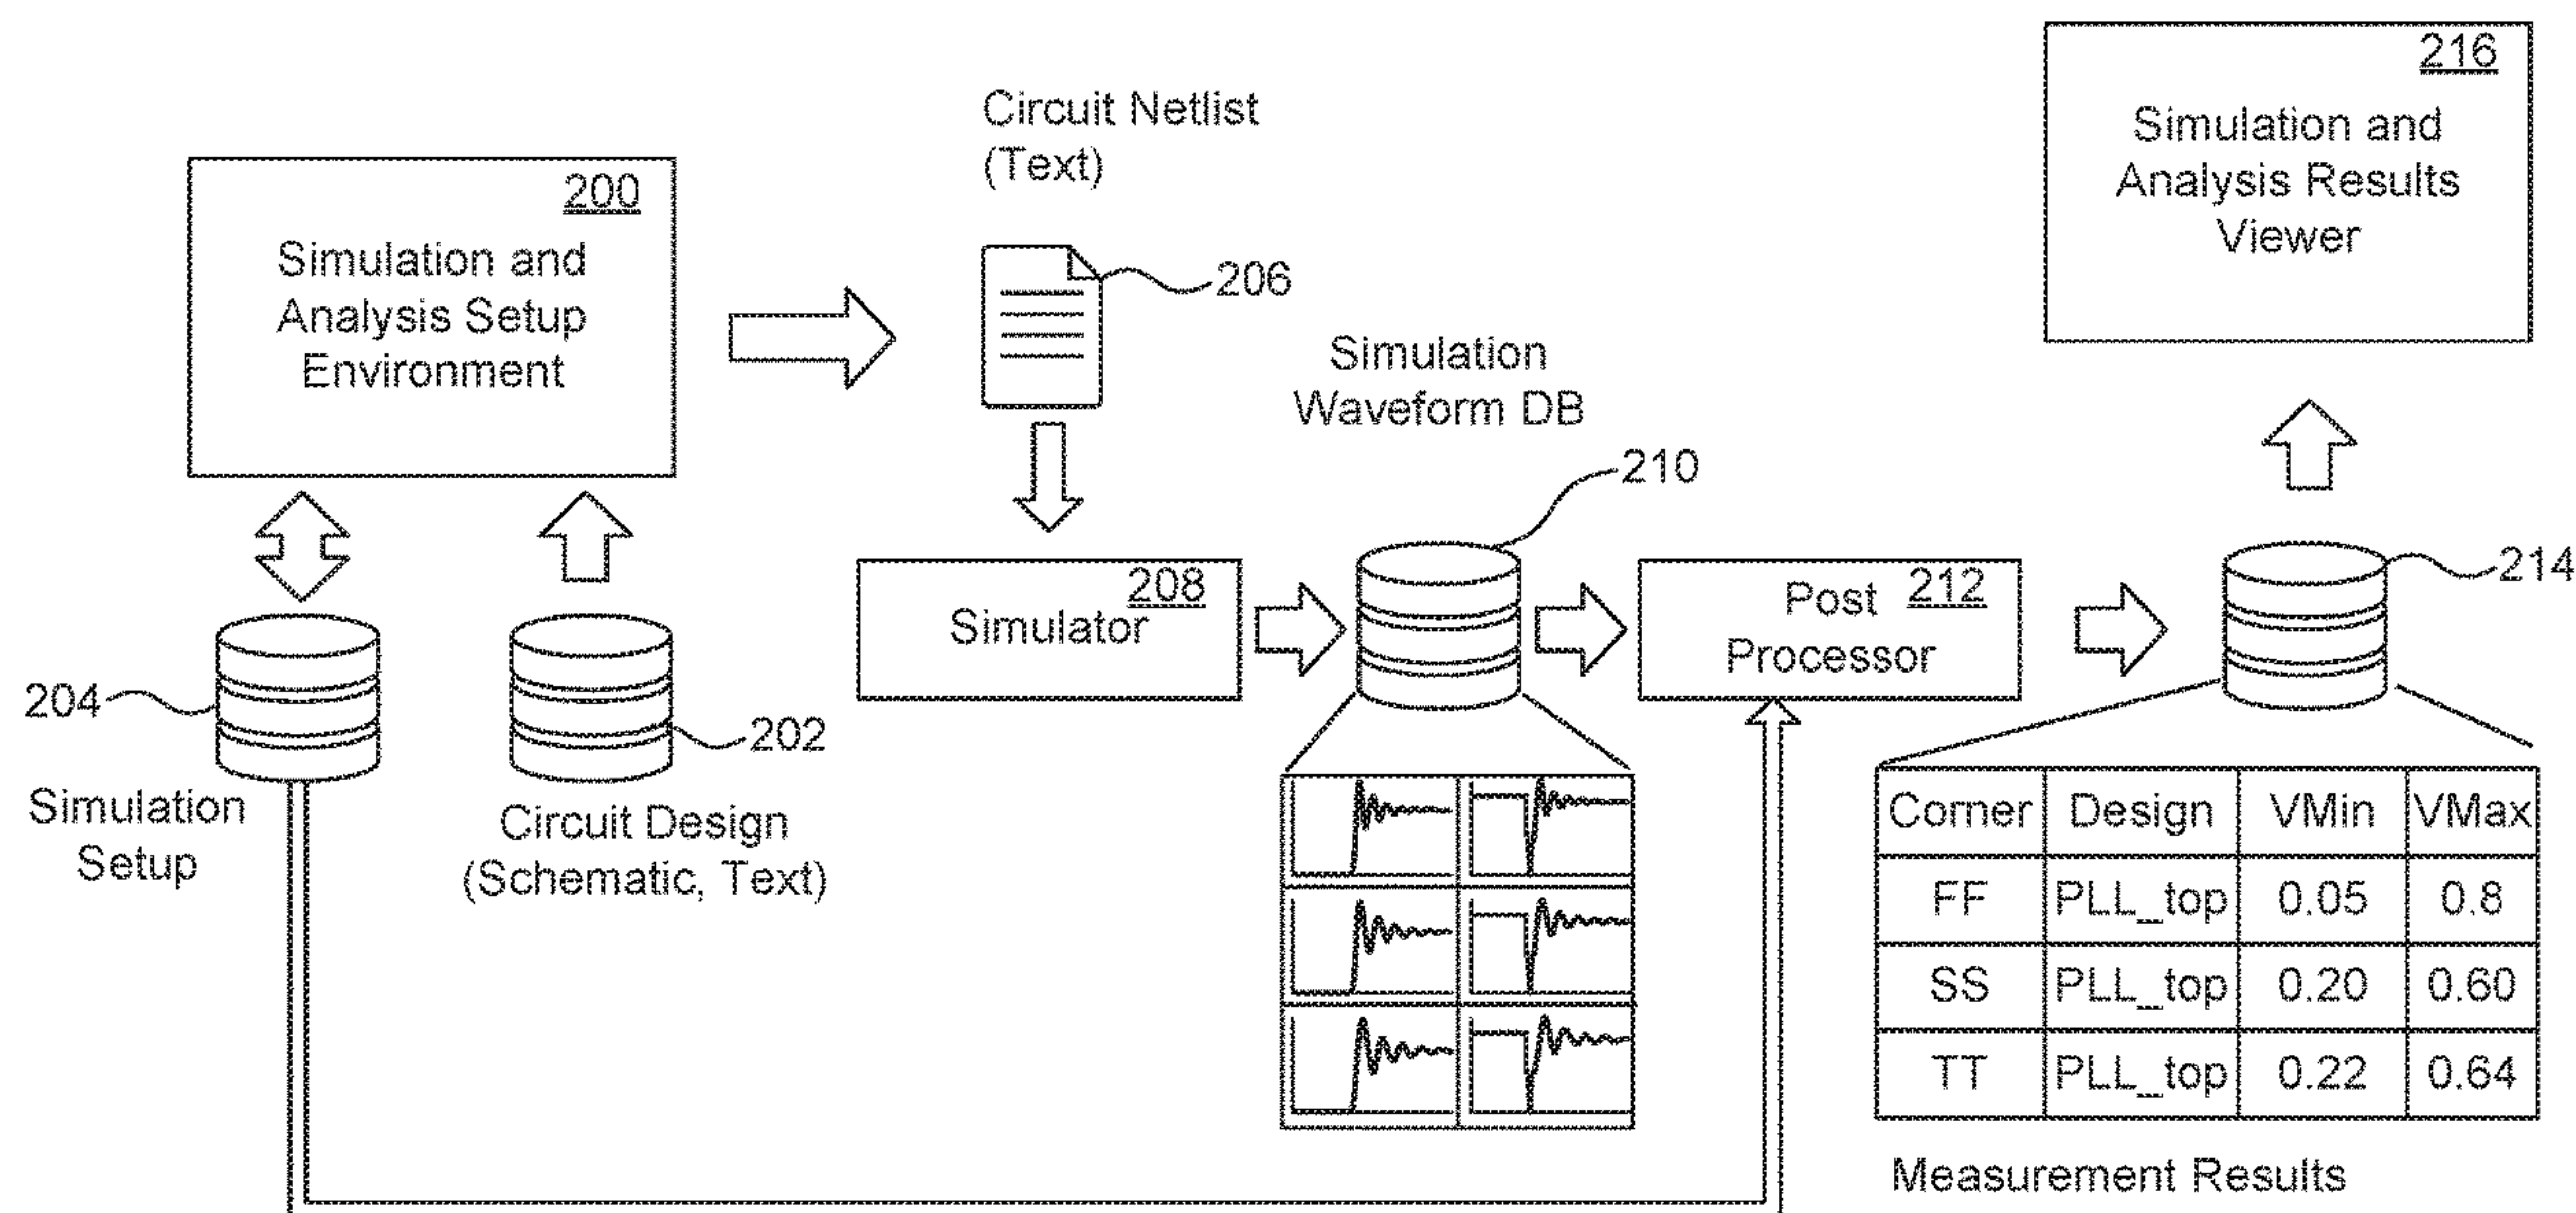 200
Simulation and
Analysis Setup
Environment
Circuit Netlist
(Text)
206
216
Simulation and
Analysis Results
Viewer
Simulation
Waveform DB
210
204
Simulation
Setup
202
Circuit Design
(Schematic, Text)
208
Simulator
Post 212
Processor
214
Corner Design VMin VMax
FF PLL_top 0.05 0.8
SS PLL_top 0.20 0.60
TT PLL_top 0.22 0.64
Measurement Results